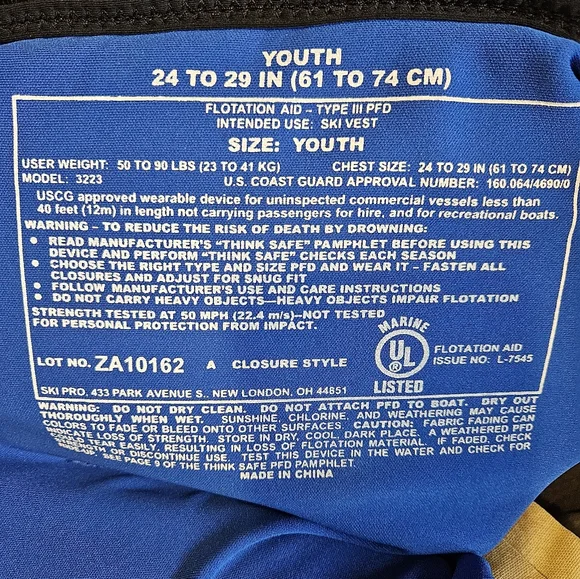 YOUTH
24 TO 29 IN (61 TO 74 CM)
FLOTATION AID – TYPE III PFD
INTENDED USE: SKI VEST
SIZE: YOUTH
USER WEIGHT: 50 TO 90 LBS (23 TO 41 KG) CHEST SIZE: 24 TO 29 IN (61 TO 74 CM)
MODEL: 3223 U.S. COAST GUARD APPROVAL NUMBER: 160.064/4690/0
USCG approved wearable device for uninspected commercial vessels less than
40 feet (12m) in length not carrying passengers for hire, and for recreational boats.
WARNING – TO REDUCE THE RISK OF DEATH BY DROWNING:
• READ MANUFACTURER'S "THINK SAFE" PAMPHLET BEFORE USING THIS
DEVICE AND PERFORM "THINK SAFE" CHECKS EACH SEASON
• CHOOSE THE RIGHT TYPE AND SIZE PFD AND WEAR IT – FASTEN ALL
CLOSURES AND ADJUST FOR SNUG FIT
• FOLLOW MANUFACTURER'S USE AND CARE INSTRUCTIONS
• DO NOT CARRY HEAVY OBJECTS—HEAVY OBJECTS IMPAIR FLOTATION
STRENGTH TESTED AT 50 MPH (22.4 m/s)–NOT TESTED
FOR PERSONAL PROTECTION FROM IMPACT.
MARINE
UL
®
LISTED
FLOTATION AID
ISSUE NO: L-7545
LOT NO. ZA10162 A CLOSURE STYLE
SKI PRO, 433 PARK AVENUE S., NEW LONDON, OH 44851
WARNING: DO NOT DRY CLEAN. DO NOT ATTACH PFD TO BOAT. DRY OUT
THOROUGHLY WHEN WET. SUNSHINE, CHLORINE, AND WEATHERING MAY CAUSE
COLORS TO FADE OR BLEED ONTO OTHER SURFACES. CAUTION: FABRIC FADING CAN
INDICATE LOSS OF STRENGTH. STORE IN DRY, COOL, DARK PLACE. A WEATHERED PFD
COULD TEAR EASILY, RESULTING IN LOSS OF FLOTATION MATERIAL. IF FADED, CHECK
STRENGTH OR DISCONTINUE USE. TEST THIS DEVICE IN THE WATER AND CHECK FOR
SEE PAGE 9 OF THE THINK SAFE PFD PAMPHLET.
MADE IN CHINA